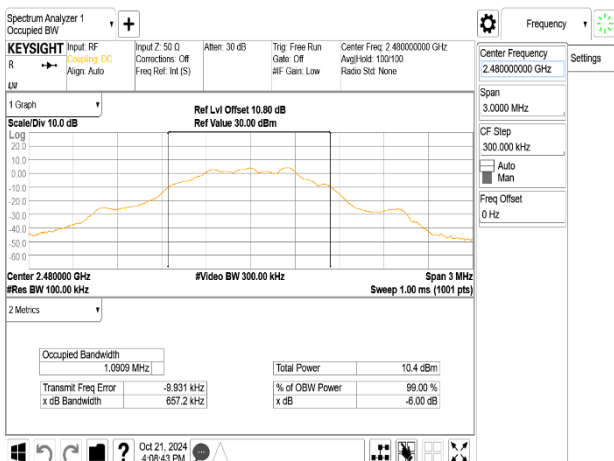 Spectrum Analyzer 1
Occupied BW
Frequency
KEYSIGHT
R
LXI
Input: RF
Coupling: DC
Align: Auto
Input Z: 50 Ω
Corrections: Off
Freq Ref: Int (S)
Atten: 30 dB
Trig: Free Run
Gate: Off
#IF Gain: Low
Center Freq: 2.480000000 GHz
Avg|Hold: 100/100
Radio Std: None
Center Frequency
2.480000000 GHz
Settings
Span
3.0000 MHz
CF Step
300.000 kHz
Auto
Man
Freq Offset
0 Hz
1 Graph
Scale/Div 10.0 dB
Ref Lvl Offset 10.80 dB
Ref Value 30.00 dBm
Log
20.0
10.0
0.00
-10.0
-20.0
-30.0
-40.0
-50.0
-60.0
Center 2.480000 GHz
#Res BW 100.00 kHz
#Video BW 300.00 kHz
Span 3 MHz
Sweep 1.00 ms (1001 pts)
2 Metrics
Occupied Bandwidth
1.0909 MHz
Total Power 10.4 dBm
Transmit Freq Error -9.931 kHz
% of OBW Power 99.00 %
x dB Bandwidth 657.2 kHz
x dB -6.00 dB
Oct 21, 2024
4:08:43 PM